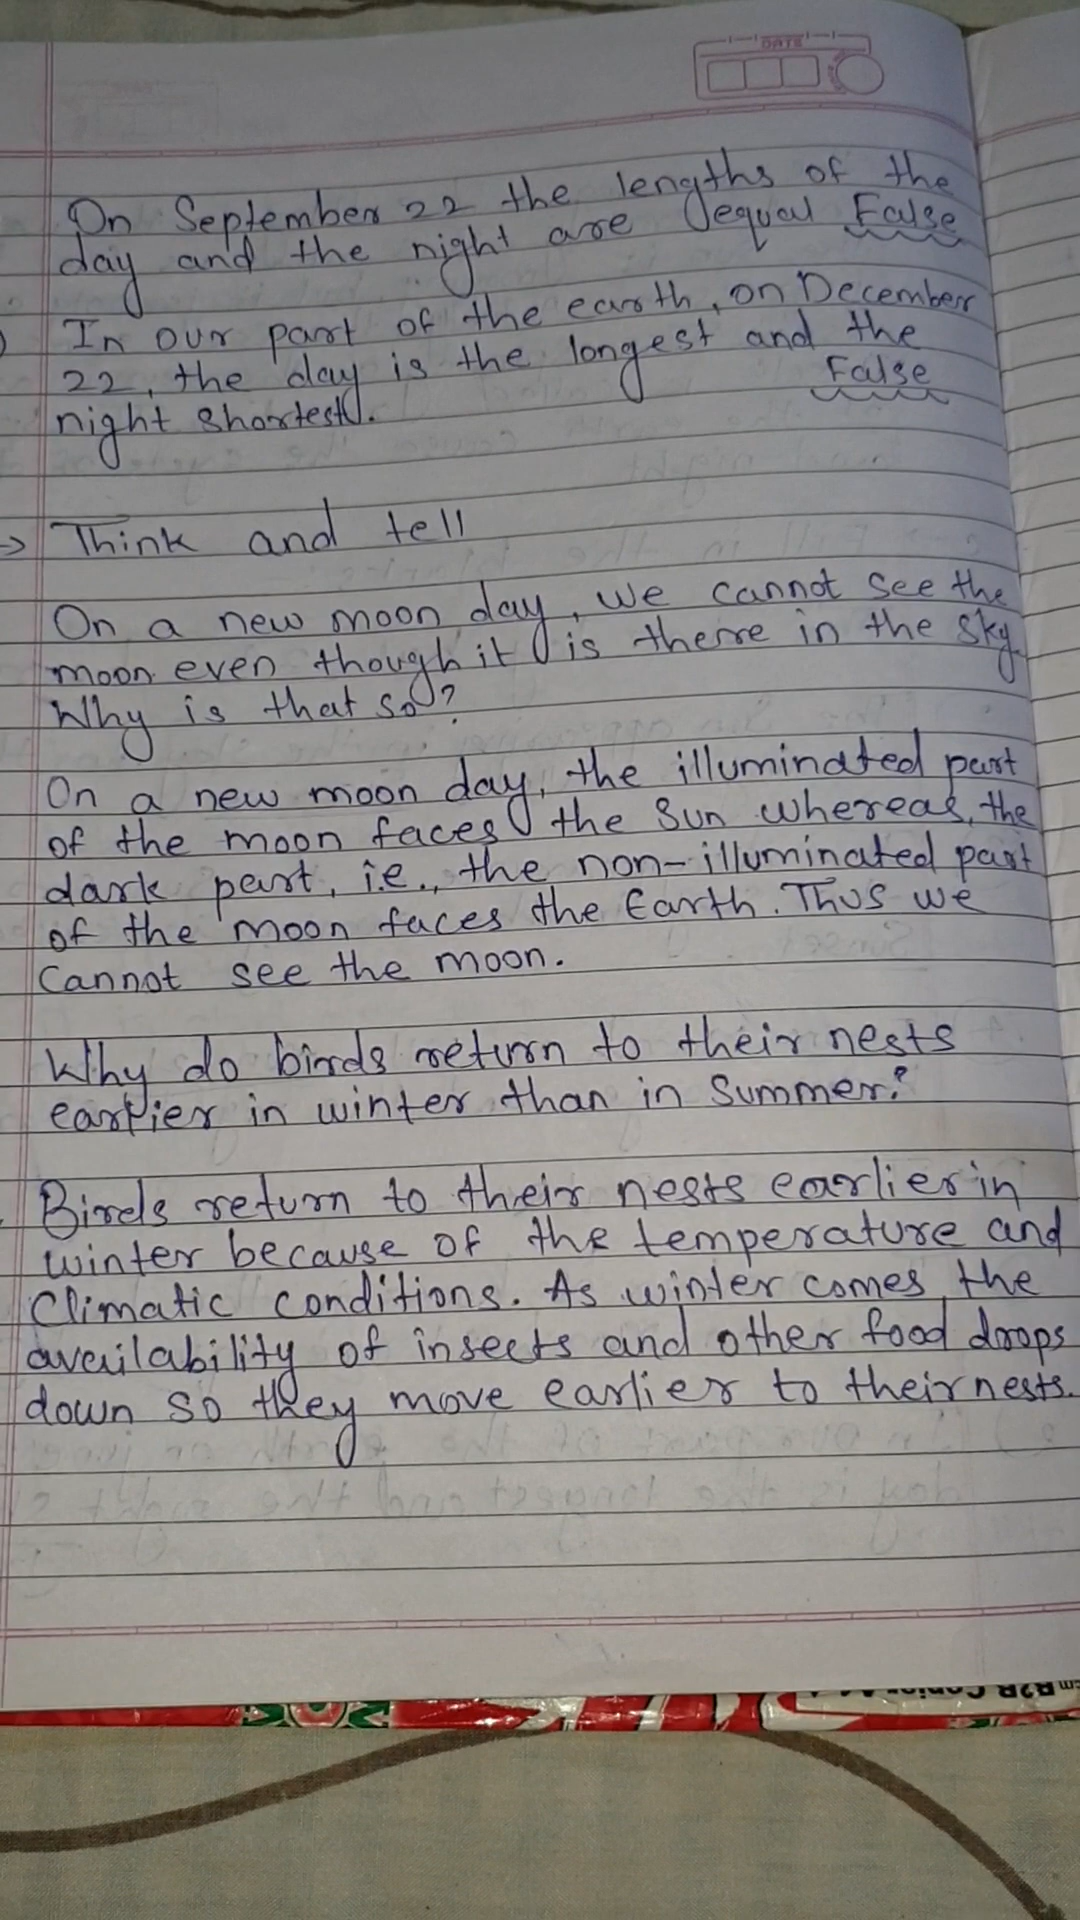 DATE
On September 22 the lengths of the
day and the night are equal False
In our part of the earth, on December
22, the day is the longest and the
night shortest. False
→ Think and tell
On a new moon day, we cannot see the
moon even though it is there in the sky.
Why is that so?
On a new moon day, the illuminated part
of the moon faces the Sun whereas, the
dark part, i.e., the non-illuminated part
of the moon faces the Earth. Thus we
Cannot see the moon.
Why do birds return to their nests
earlier in winter than in Summer?
Birds return to their nests earlier in
winter because of the temperature and
Climatic conditions. As winter comes, the
availability of insects and other food drops
down so they move earlier to their nests.